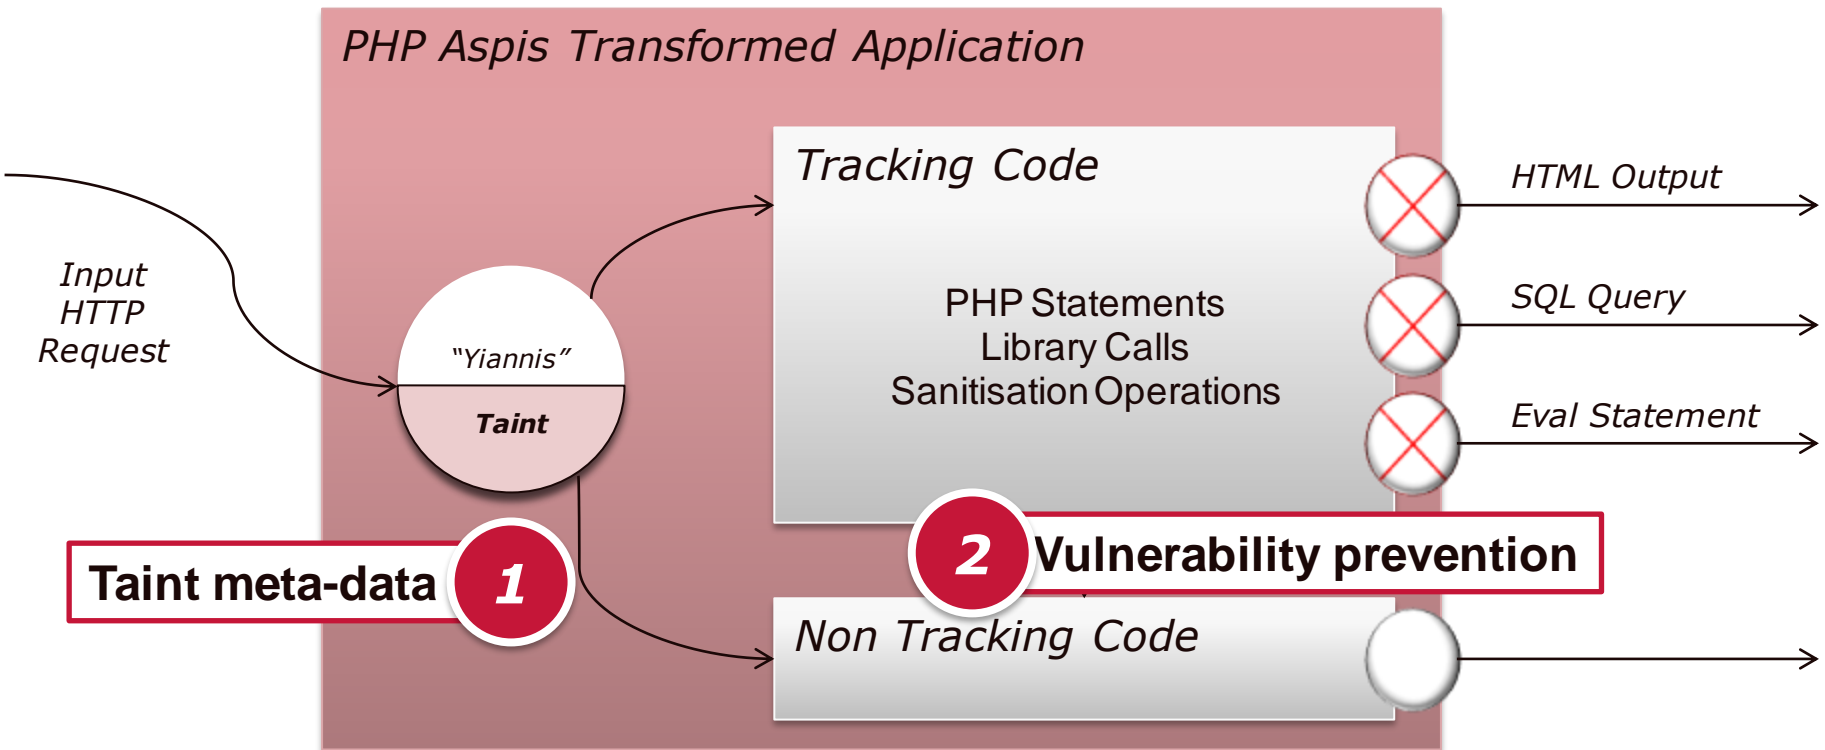 PHP Aspis Transformed Application
Tracking Code
HTML Output
Input
HTTP
Request
PHP Statements
Library Calls
Sanitisation Operations
SQL Query
“Yiannis”
Taint
Eval Statement
Taint meta-data
1
2
Vulnerability prevention
Non Tracking Code